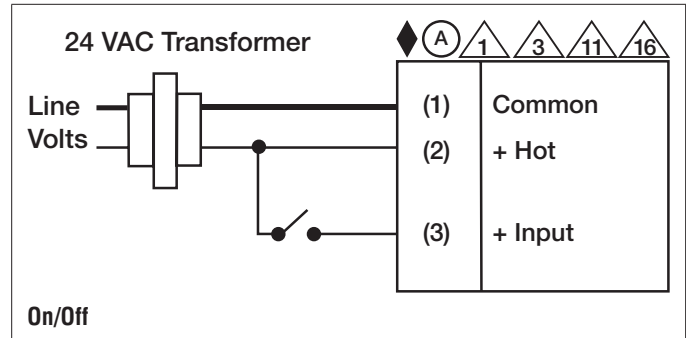 24 VAC Transformer
A 1 3 11 16
Line
Volts
(1) Common
(2) + Hot
(3) + Input
On/Off